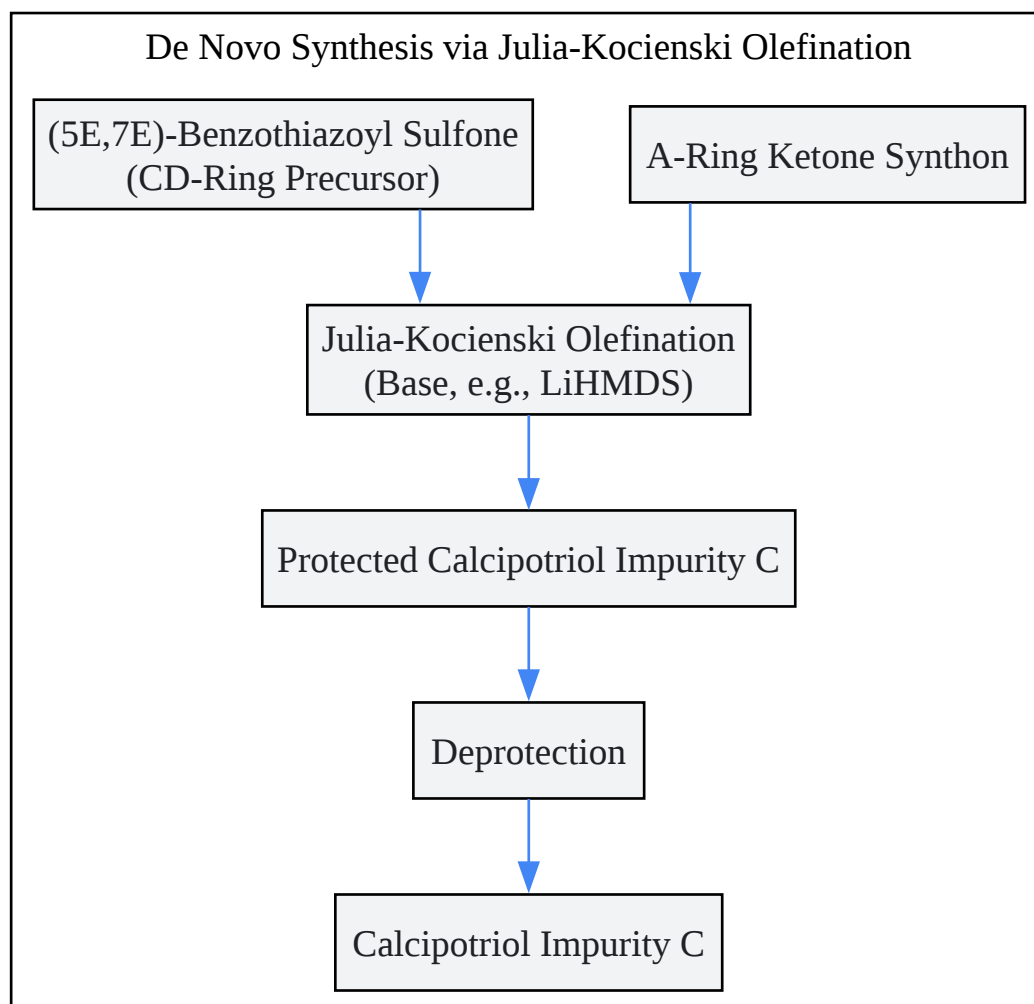 De Novo Synthesis via Julia-Kocienski Olefination
(5E,7E)-Benzothiazoyl Sulfone
(CD-Ring Precursor)
A-Ring Ketone Synthon
Julia-Kocienski Olefination
(Base, e.g., LiHMDS)
Protected Calcipotriol Impurity C
Deprotection
Calcipotriol Impurity C